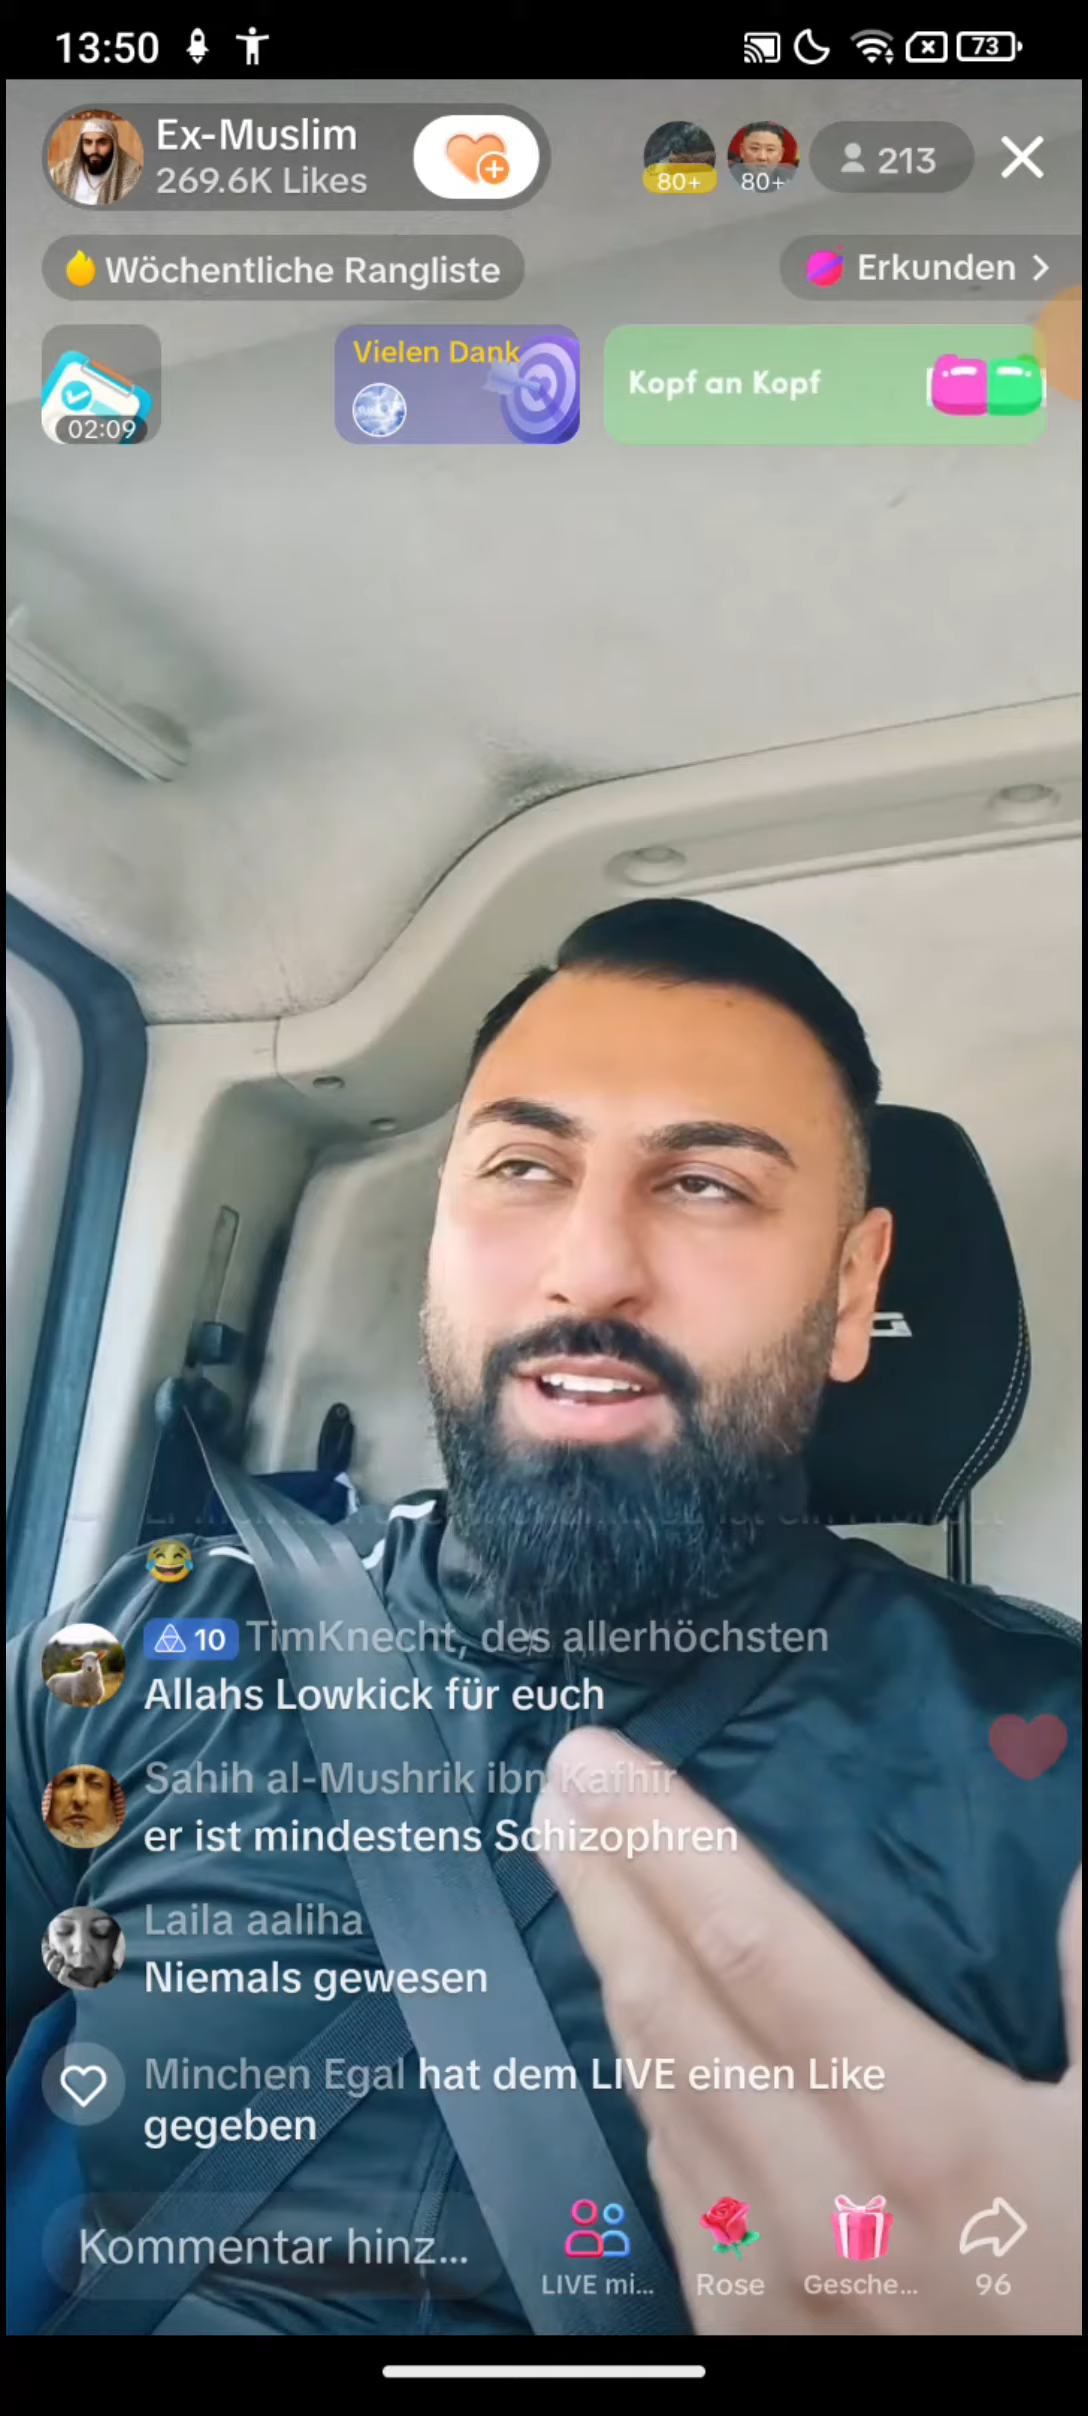 13:50
73
Ex-Muslim
269.6K Likes
80+
80+
213
Wöchentliche Rangliste
Erkunden >
Vielen Dank
Kopf an Kopf
02:09
😂
10 TimKnecht, des allerhöchsten
Allahs Lowkick für euch
Sahih al-Mushrik ibn Kafhir
er ist mindestens Schizophren
Laila aaliha
Niemals gewesen
Minchen Egal hat dem LIVE einen Like
gegeben
Kommentar hinz...
LIVE mi...
Rose
Gesche...
96